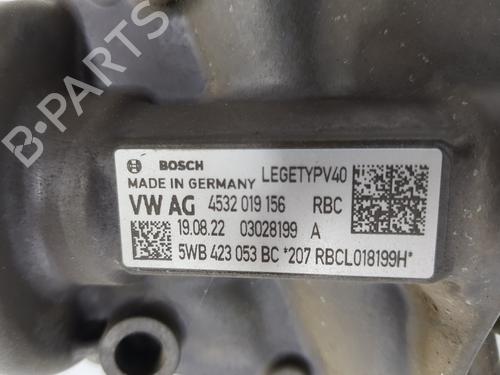 B-Parts
BOSCH LEGETYPV40
MADE IN GERMANY
VW AG 4532 019 156 RBC
19.08.22 03028199 A
5WB 423 053 BC *207 RBCL018199H*